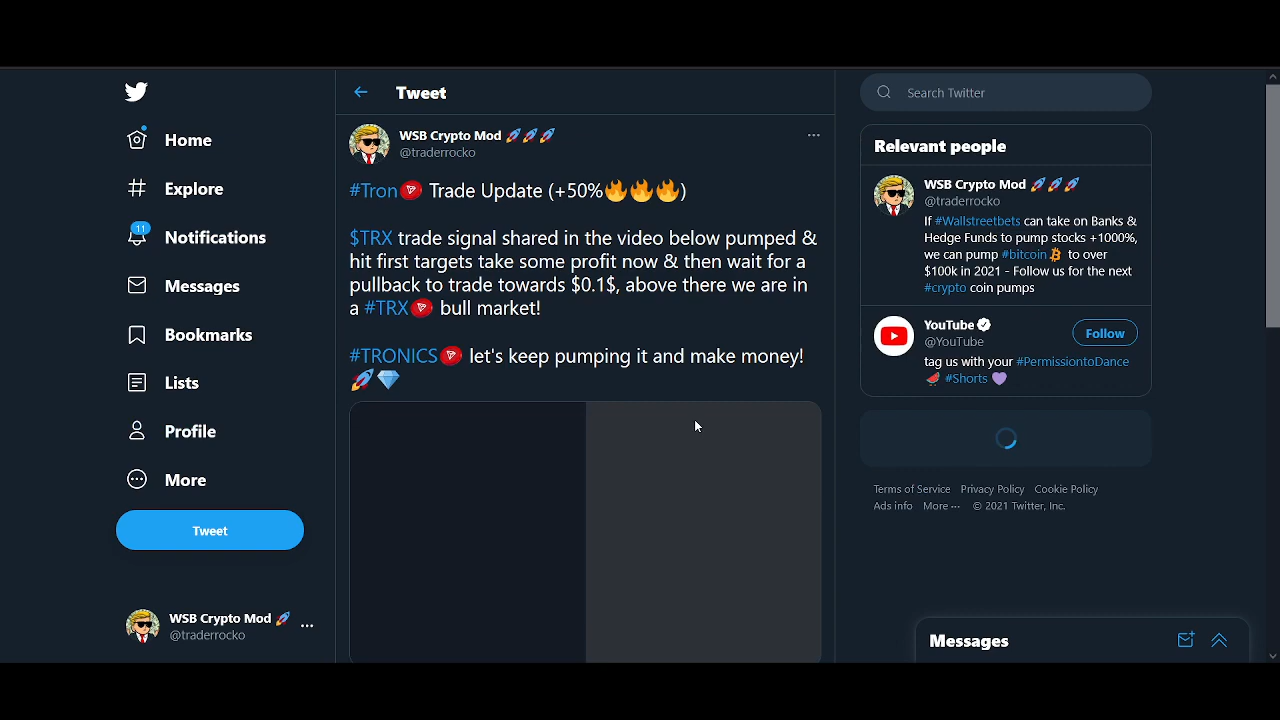 Home
Explore
11
Notifications
Messages
Bookmarks
Lists
Profile
More
Tweet
WSB Crypto Mod 🚀
@traderrocko
Tweet
WSB Crypto Mod 🚀🚀🚀
@traderrocko
#Tron Trade Update (+50%🔥🔥🔥)
$TRX trade signal shared in the video below pumped &
hit first targets take some profit now & then wait for a
pullback to trade towards $0.1$, above there we are in
a #TRX bull market!
#TRONICS let's keep pumping it and make money!
🚀💎
Search Twitter
Relevant people
WSB Crypto Mod 🚀🚀🚀
@traderrocko
If #Wallstreetbets can take on Banks &
Hedge Funds to pump stocks +1000%,
we can pump #bitcoin to over
$100k in 2021 - Follow us for the next
#crypto coin pumps
YouTube
@YouTube
Follow
tag us with your #PermissiontoDance
🍉 #Shorts 💜
Terms of Service Privacy Policy Cookie Policy
Ads info More ··· © 2021 Twitter, Inc.
Messages